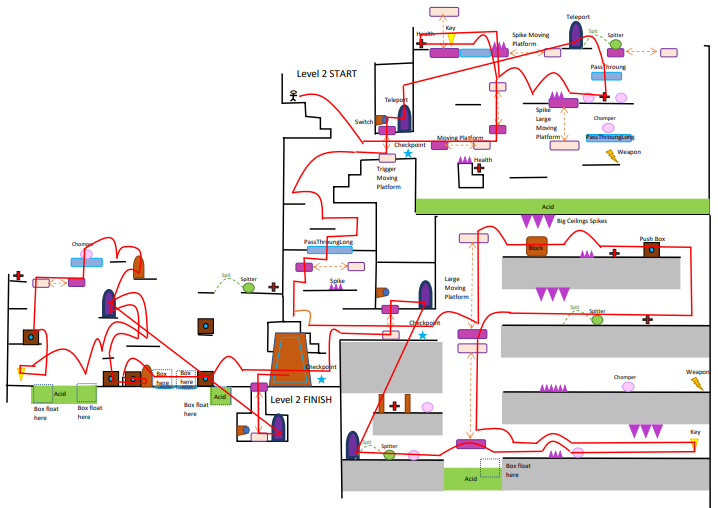 Teleport
Health
Key
Spit
Spitter
Spike Moving
Platform
Level 2 START
PassThroung
Teleport
Switch
Spike
Large
Moving
Platform
Chomper
Checkpoint
Moving Platform
PassThroungLong
Trigger
Moving
Platform
Health
Weapon
Acid
Big Ceilings Spikes
Chomper
PassThroungLong
Block
Push Box
Spit
Spitter
Spike
Large
Moving
Platform
Spit
Spitter
Checkpoint
Checkpoint
Box
here
Box
here
Weapon
Chomper
Acid
Acid
Box float
here
Box float
here
Box float
here
Level 2 FINISH
Key
Spit
Spitter
Acid
Box float
here